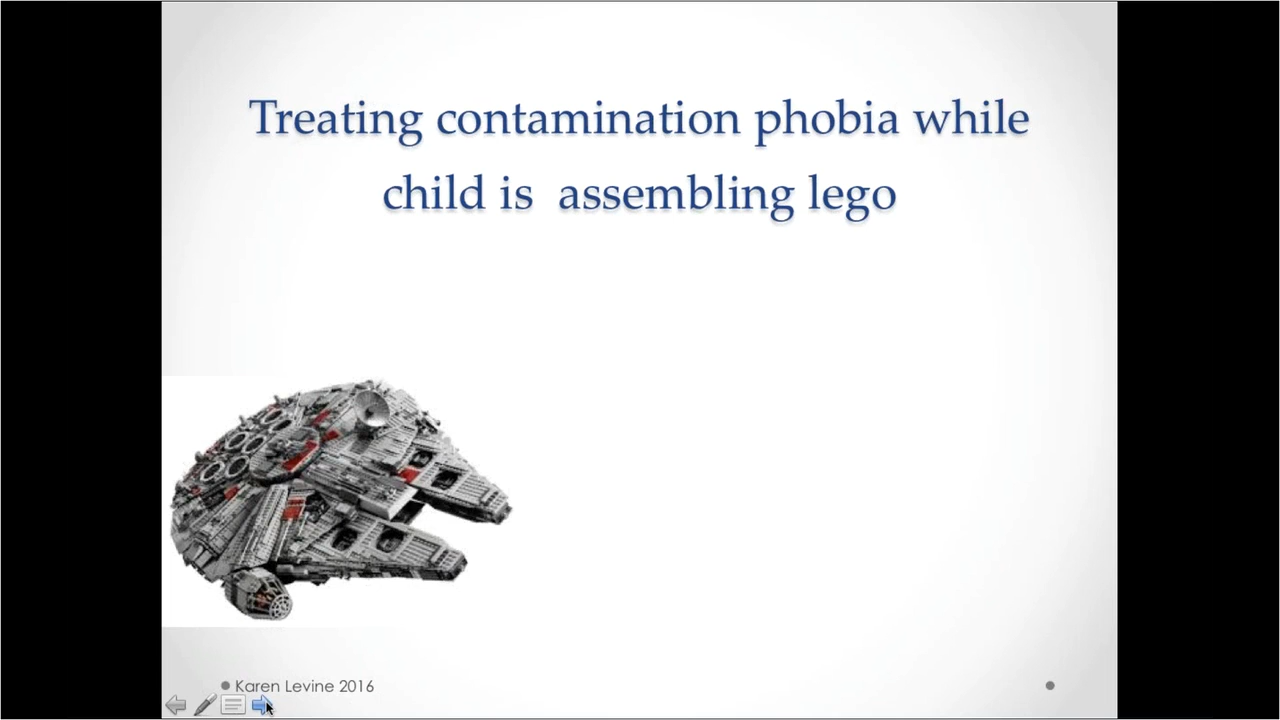 Treating contamination phobia while
child is  assembling lego
Karen Levine 2016